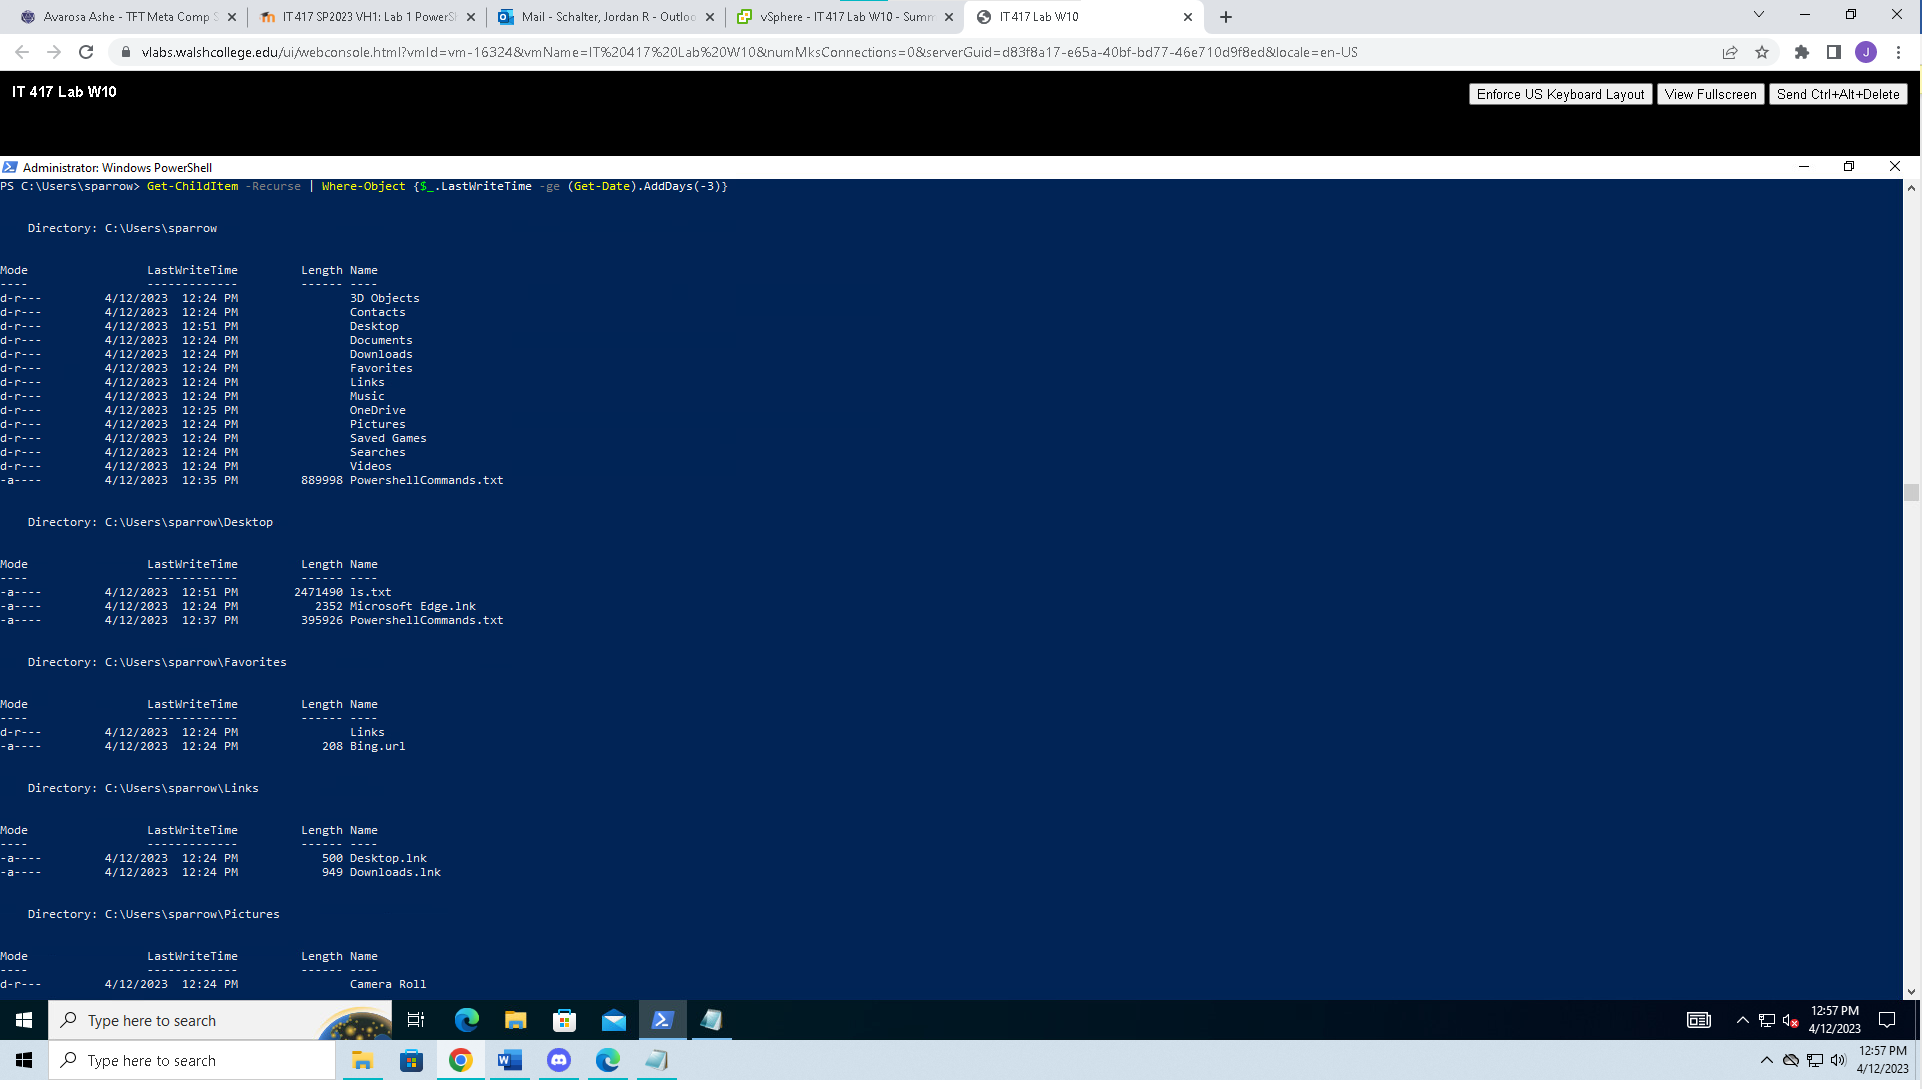 Avarosa Ashe - TFT Meta Comp S
IT417 SP2023 VH1: Lab 1 PowerSh
Mail - Schalter, Jordan R - Outloo
vSphere - IT 417 Lab W10 - Summ
IT 417 Lab W10
vlabs.walshcollege.edu/ui/webconsole.html?vmId=vm-16324&vmName=IT%20417%20Lab%20W10&numMksConnections=0&serverGuid=d83f8a17-e65a-40bf-bd77-46e710d9f8ed&locale=en-US
J
IT 417 Lab W10
Enforce US Keyboard Layout
View Fullscreen
Send Ctrl+Alt+Delete
Administrator: Windows PowerShell
PS C:\Users\sparrow> Get-ChildItem -Recurse | Where-Object {$_.LastWriteTime -ge (Get-Date).AddDays(-3)}
Directory: C:\Users\sparrow
Mode LastWriteTime Length Name
---- ------------- ------ ----
d-r--- 4/12/2023 12:24 PM 3D Objects
d-r--- 4/12/2023 12:24 PM Contacts
d-r--- 4/12/2023 12:51 PM Desktop
d-r--- 4/12/2023 12:24 PM Documents
d-r--- 4/12/2023 12:24 PM Downloads
d-r--- 4/12/2023 12:24 PM Favorites
d-r--- 4/12/2023 12:24 PM Links
d-r--- 4/12/2023 12:24 PM Music
d-r--- 4/12/2023 12:25 PM OneDrive
d-r--- 4/12/2023 12:24 PM Pictures
d-r--- 4/12/2023 12:24 PM Saved Games
d-r--- 4/12/2023 12:24 PM Searches
d-r--- 4/12/2023 12:24 PM Videos
-a---- 4/12/2023 12:35 PM 889998 PowershellCommands.txt
Directory: C:\Users\sparrow\Desktop
Mode LastWriteTime Length Name
---- ------------- ------ ----
-a---- 4/12/2023 12:51 PM 2471490 ls.txt
-a---- 4/12/2023 12:24 PM 2352 Microsoft Edge.lnk
-a---- 4/12/2023 12:37 PM 395926 PowershellCommands.txt
Directory: C:\Users\sparrow\Favorites
Mode LastWriteTime Length Name
---- ------------- ------ ----
d-r--- 4/12/2023 12:24 PM Links
-a---- 4/12/2023 12:24 PM 208 Bing.url
Directory: C:\Users\sparrow\Links
Mode LastWriteTime Length Name
---- ------------- ------ ----
-a---- 4/12/2023 12:24 PM 500 Desktop.lnk
-a---- 4/12/2023 12:24 PM 949 Downloads.lnk
Directory: C:\Users\sparrow\Pictures
Mode LastWriteTime Length Name
---- ------------- ------ ----
d-r--- 4/12/2023 12:24 PM Camera Roll
Type here to search
12:57 PM
4/12/2023
Type here to search
12:57 PM
4/12/2023